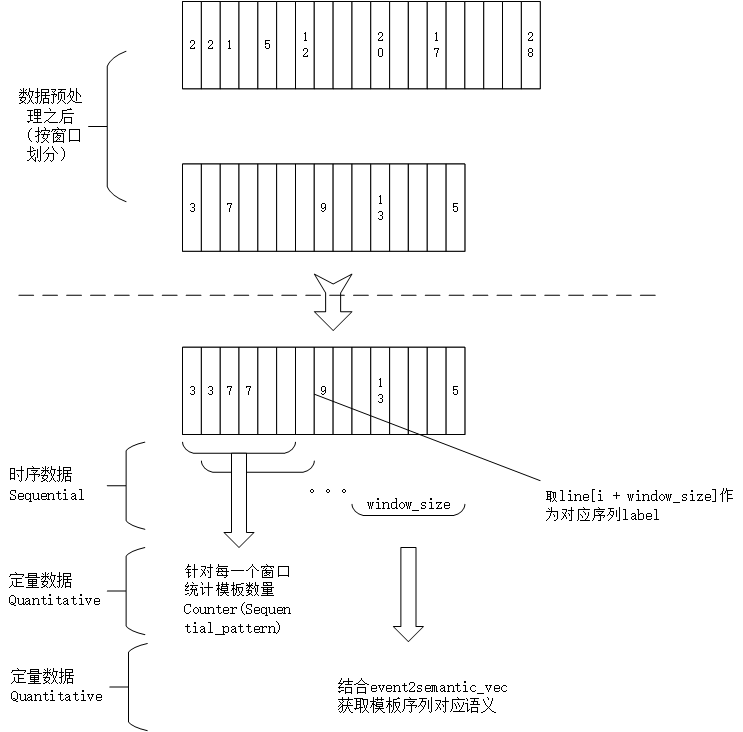 2 2 1 5 12 20 17 28
数据预处
理之后
（按窗口
划分）
3 7 9 13 5
3 3 7 7 9 13 5
时序数据
Sequential
。。。
window_size
取line[i + window_size]作
为对应序列label
定量数据
Quantitative
针对每一个窗口
统计模板数量
Counter(Sequen
tial_pattern)
定量数据
Quantitative
结合event2semantic_vec
获取模板序列对应语义